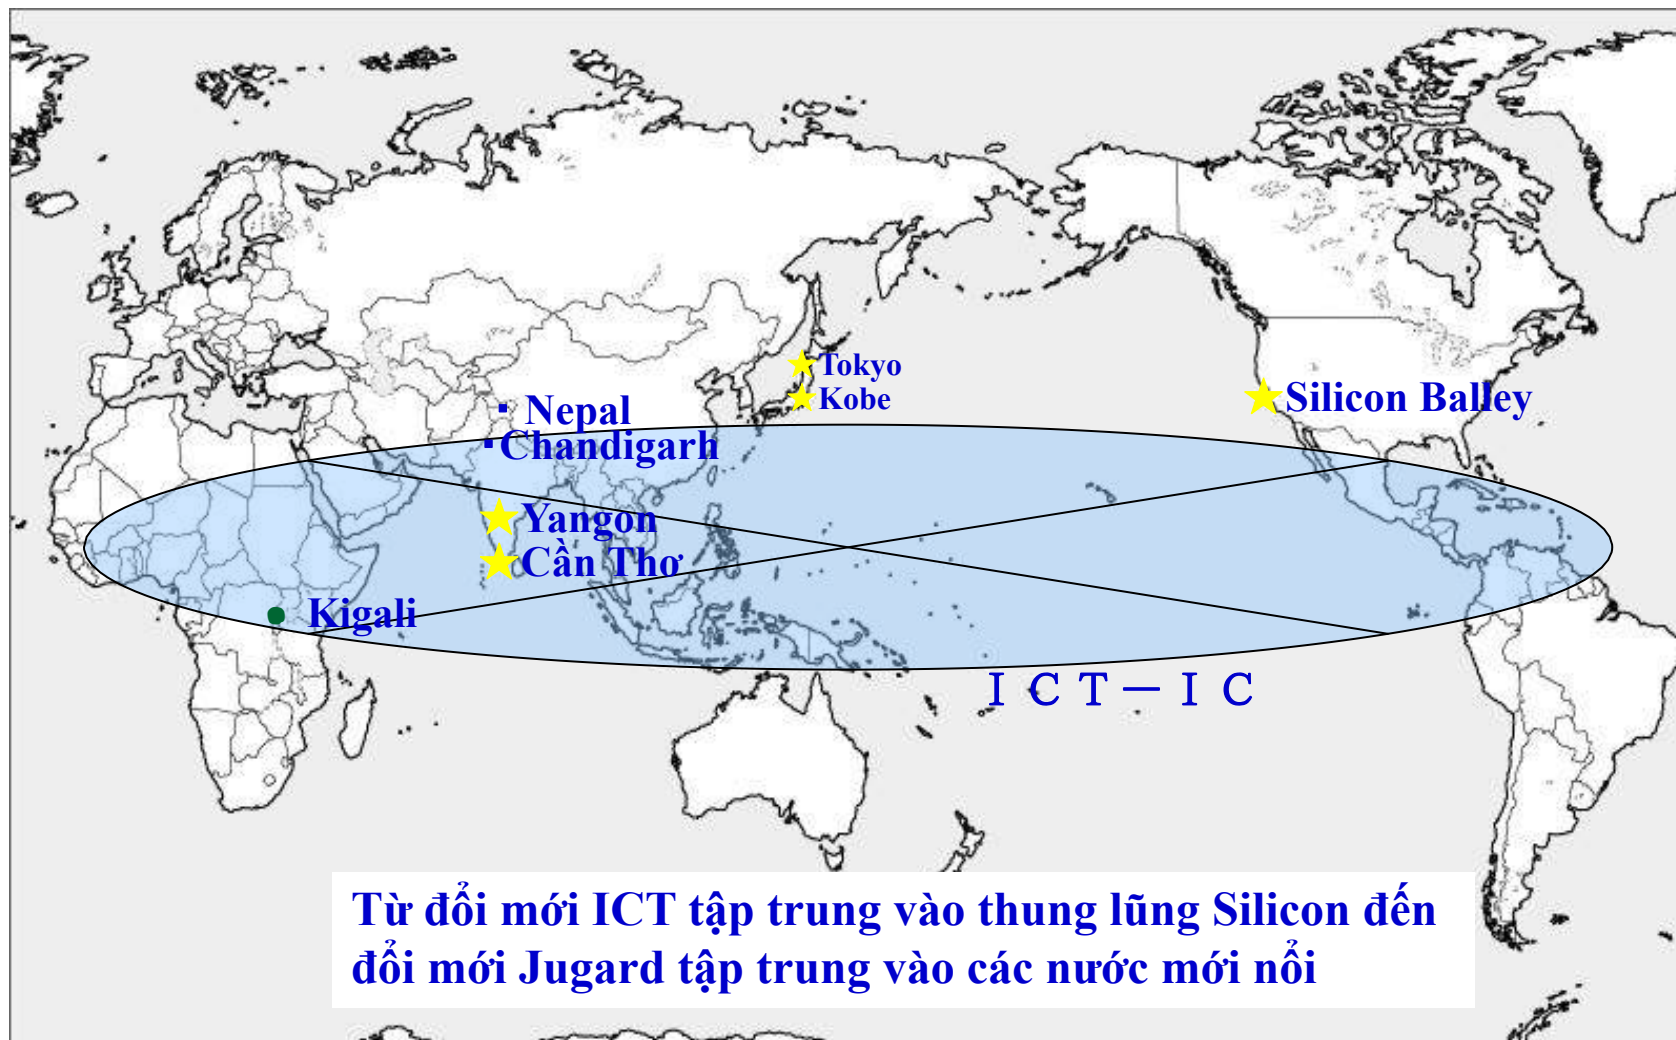 Tokyo
Kobe
Silicon Balley
Nepal
Chandigarh
Yangon
Cần Thơ
Kigali
ＩＣＴ－ＩＣ
Từ đổi mới ICT tập trung vào thung lũng Silicon đến
đổi mới Jugard tập trung vào các nước mới nổi